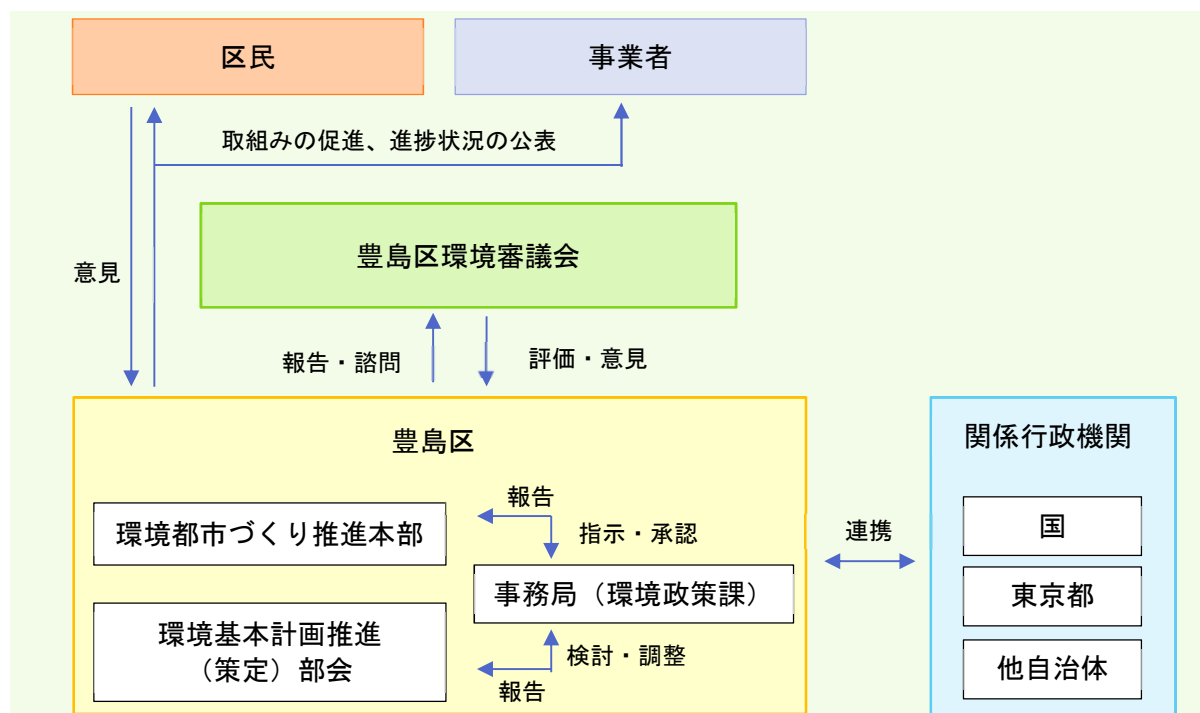 区民
事業者
取組みの促進、進捗状況の公表
豊島区環境審議会
意見
報告・諮問
評価・意見
豊島区
関係行政機関
報告
環境都市づくり推進本部
指示・承認
連携
国
事務局（環境政策課）
東京都
環境基本計画推進
（策定）部会
検討・調整
他自治体
報告